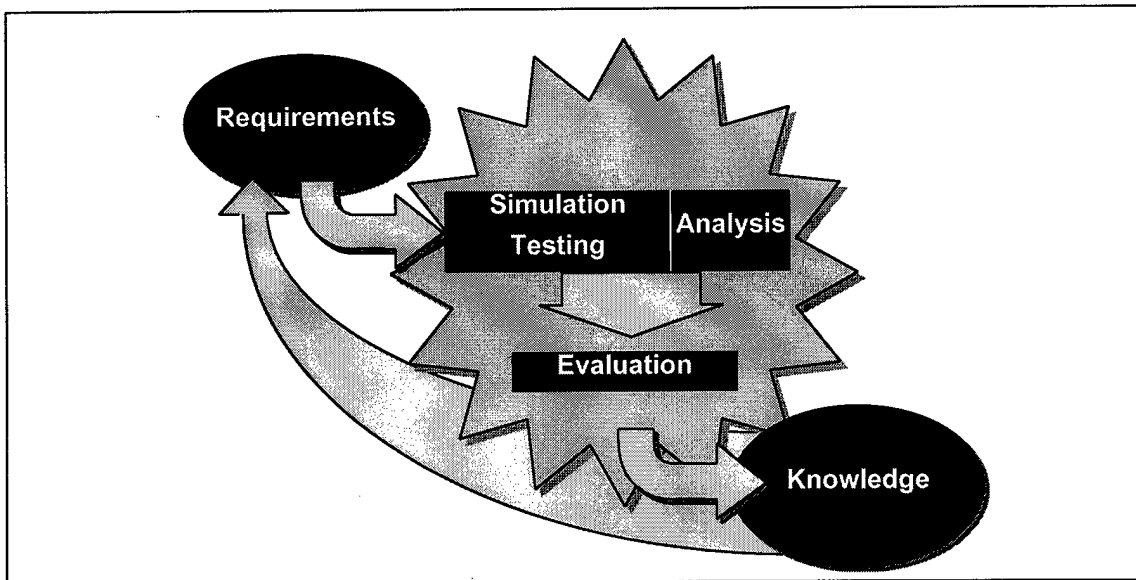 Requirements
Simulation
Testing
Analysis
Evaluation
Knowledge